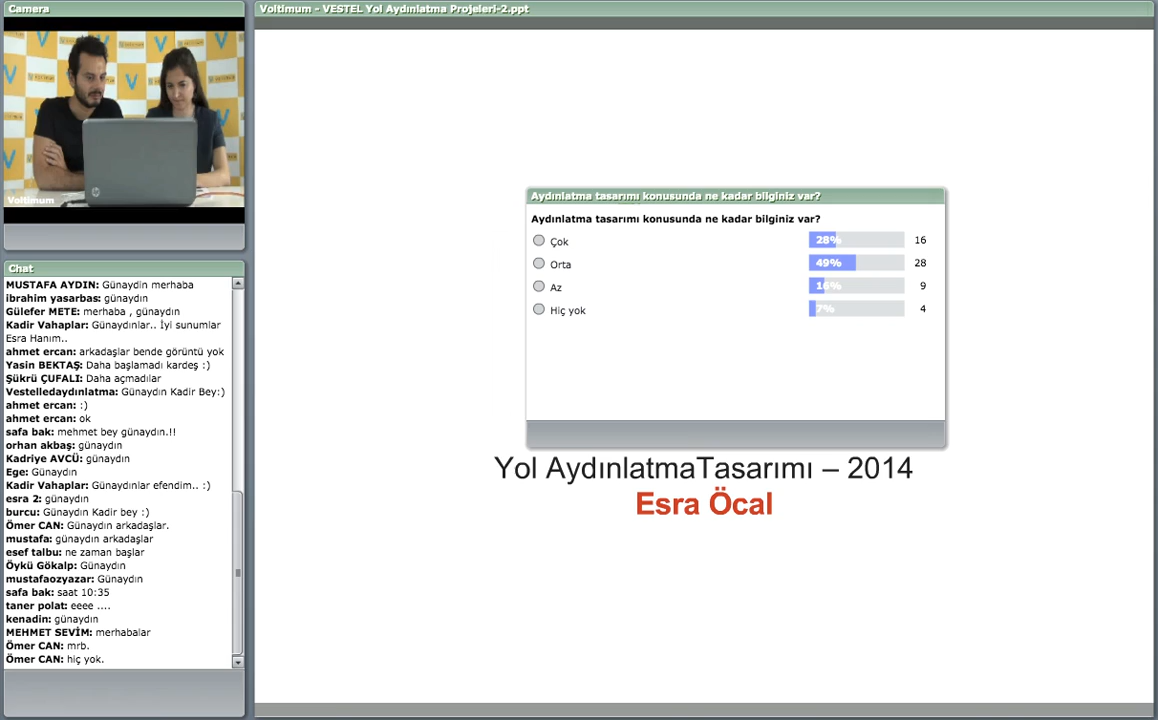 Camera
Voltimum
Chat
MUSTAFA AYDIN: Günaydin merhaba
ibrahim yasarbas: günaydın
Gülefer METE: merhaba , günaydın
Kadir Vahaplar: Günaydınlar.. İyi sunumlar
Esra Hanım..
ahmet ercan: arkadaşlar bende görüntü yok
Yasin BEKTAŞ: Daha başlamadı kardeş :)
Şükrü ÇUFALI: Daha açmadılar
Vestelledaydınlatma: Günaydın Kadir Bey:)
ahmet ercan: :)
ahmet ercan: ok
safa bak: mehmet bey günaydın.!!
orhan akbaş: günaydın
Kadriye AVCÜ: günaydın
Ege: Günaydın
Kadir Vahaplar: Günaydınlar efendim.. :)
esra 2: günaydın
burcu: Günaydın Kadir bey :)
Ömer CAN: Günaydın arkadaşlar.
mustafa: günaydın arkadaşlar
esef talbu: ne zaman başlar
Öykü Gökalp: Günaydın
mustafaozyazar: Günaydın
safa bak: saat 10:35
taner polat: eeee ....
kenadin: günaydın
MEHMET SEVİM: merhabalar
Ömer CAN: mrb.
Ömer CAN: hiç yok.
Voltimum - VESTEL Yol Aydınlatma Projeleri-2.ppt
Aydınlatma tasarımı konusunda ne kadar bilginiz var?
Aydınlatma tasarımı konusunda ne kadar bilginiz var?
Çok 28% 16
Orta 49% 28
Az 16% 9
Hiç yok 7% 4
Yol AydınlatmaTasarımı – 2014
Esra Öcal